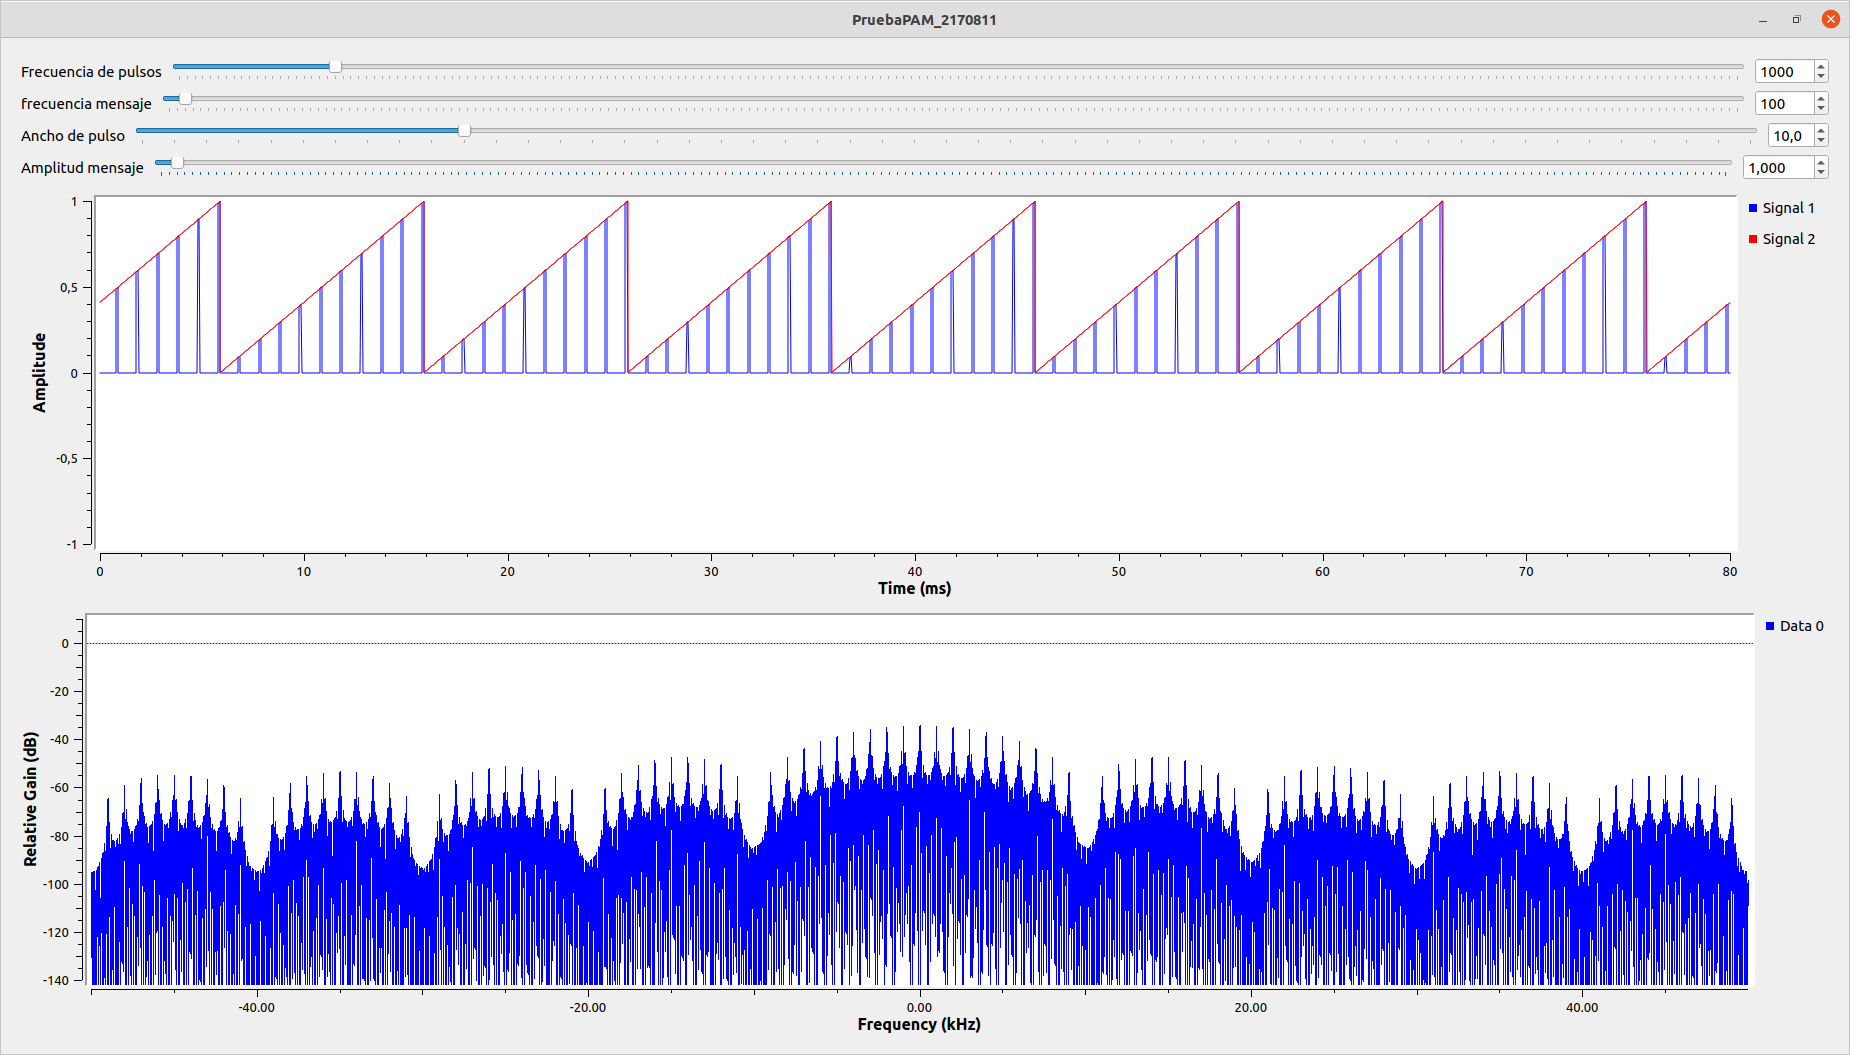 PruebaPAM_2170811
Frecuencia de pulsos 1000
frecuencia mensaje 100
Ancho de pulso 10,0
Amplitud mensaje 1,000
1
0,5
0
-0,5
-1
Amplitude
Signal 1
Signal 2
0 10 20 30 40 50 60 70 80
Time (ms)
0
-20
-40
-60
-80
-100
-120
-140
Relative Gain (dB)
Data 0
-40.00 -20.00 0.00 20.00 40.00
Frequency (kHz)